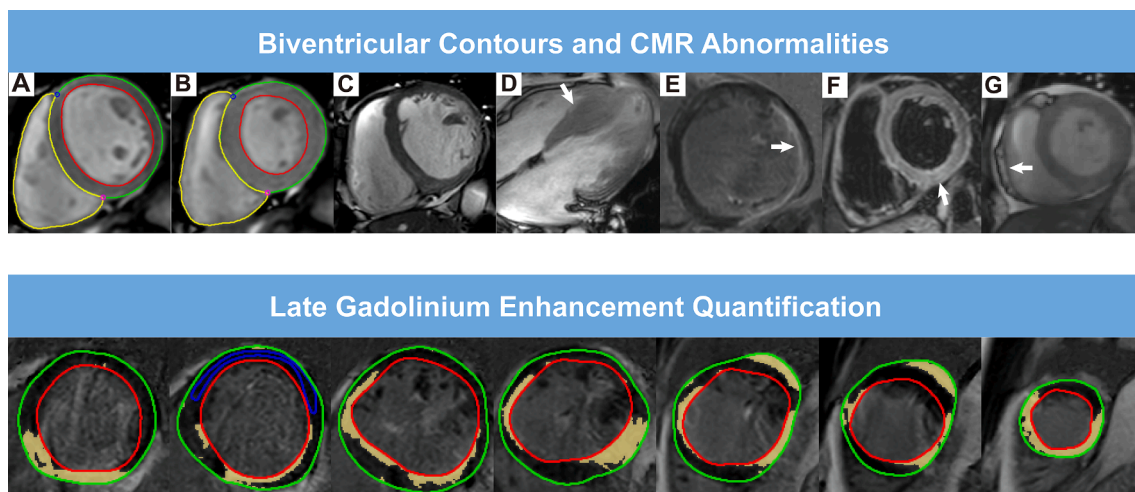 Biventricular Contours and CMR Abnormalities
A B C D E F G
Late Gadolinium Enhancement Quantification